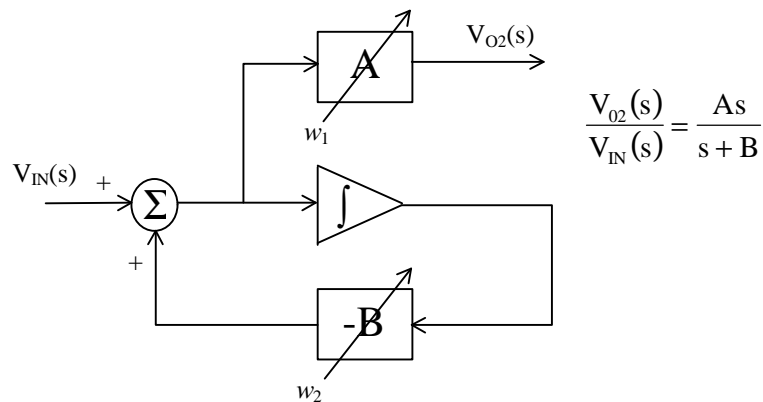 V_O2(s)
A
w_1
V_02(s) / V_IN(s) = As / s + B
V_IN(s)
+
Σ
∫
+
-B
w_2